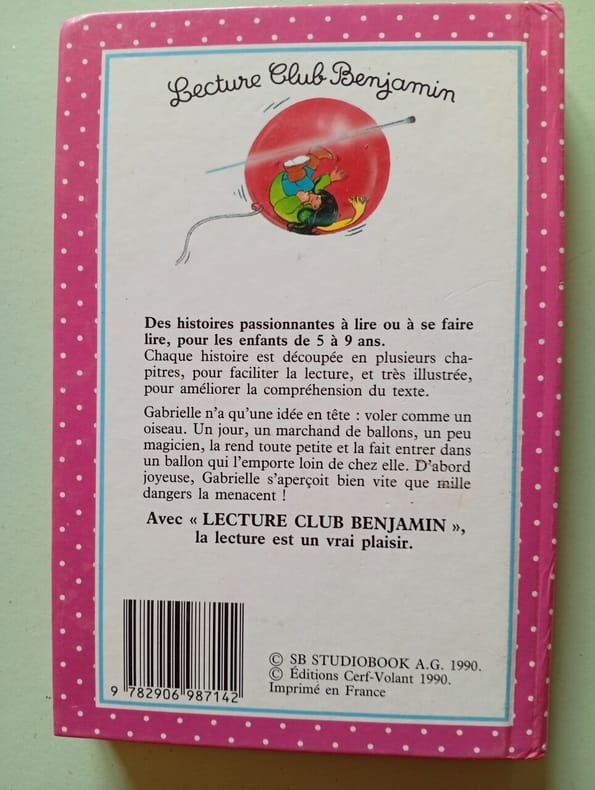 Lecture Club Benjamin
Des histoires passionnantes à lire ou à se faire
lire, pour les enfants de 5 à 9 ans.
Chaque histoire est découpée en plusieurs cha-
pitres, pour faciliter la lecture, et très illustrée,
pour améliorer la compréhension du texte.
Gabrielle n'a qu'une idée en tête : voler comme un
oiseau. Un jour, un marchand de ballons, un peu
magicien, la rend toute petite et la fait entrer dans
un ballon qui l'emporte loin de chez elle. D'abord
joyeuse, Gabrielle s'aperçoit bien vite que mille
dangers la menacent !
Avec « LECTURE CLUB BENJAMIN »,
la lecture est un vrai plaisir.
© SB STUDIOBOOK A.G. 1990.
© Éditions Cerf-Volant 1990.
Imprimé en France
9 782906 987142